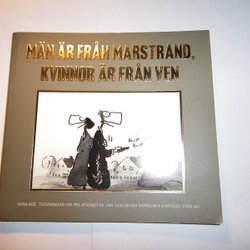 MÄN ÄR FRÅN MARSTRAND,
KVINNOR ÄR FRÅN VEN
SAMLADE TECKNINGAR OM RELATIONER AV JAN OCH MARIA BERGLIN • KARTAGO FÖRLAG